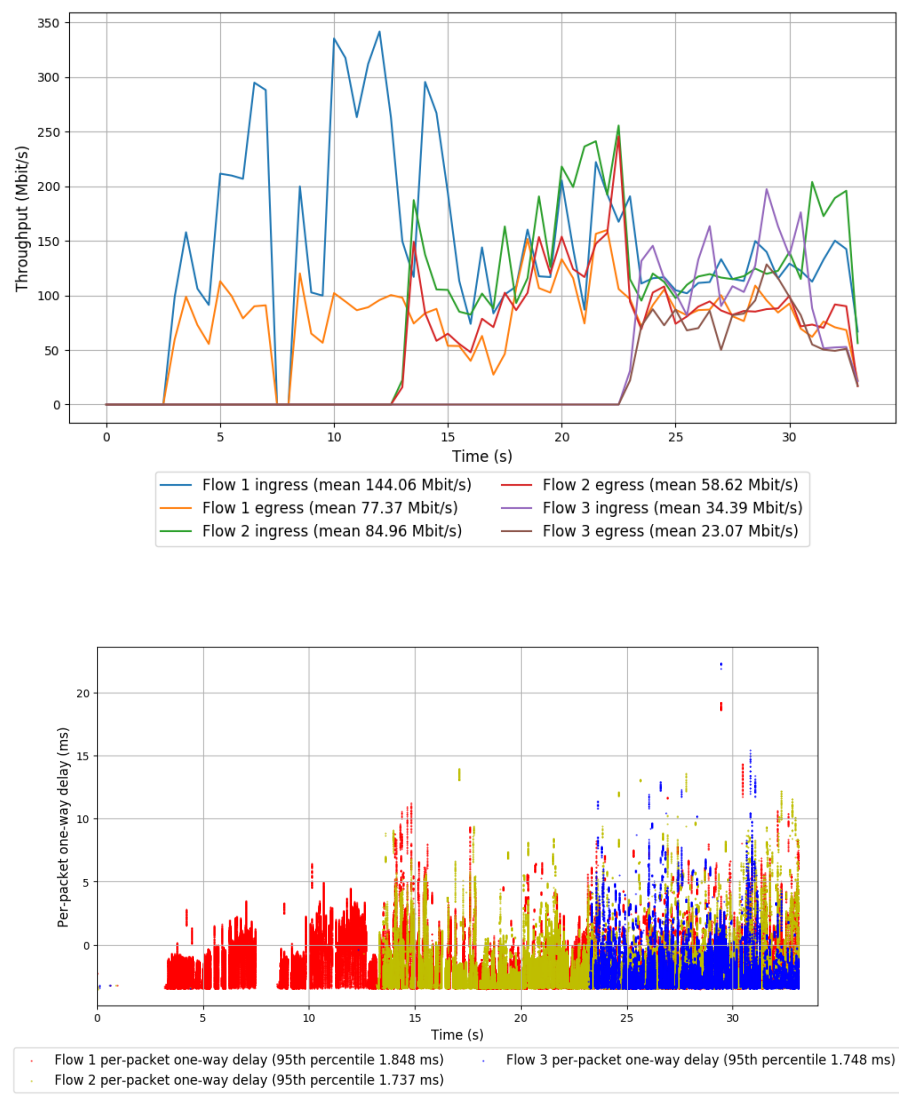 350
300
250
200
150
100
50
0
Throughput (Mbit/s)
0 5 10 15 20 25 30
Time (s)
Flow 1 ingress (mean 144.06 Mbit/s)
Flow 1 egress (mean 77.37 Mbit/s)
Flow 2 ingress (mean 84.96 Mbit/s)
Flow 2 egress (mean 58.62 Mbit/s)
Flow 3 ingress (mean 34.39 Mbit/s)
Flow 3 egress (mean 23.07 Mbit/s)
20
15
10
5
0
Per-packet one-way delay (ms)
0 5 10 15 20 25 30
Time (s)
Flow 1 per-packet one-way delay (95th percentile 1.848 ms)
Flow 2 per-packet one-way delay (95th percentile 1.737 ms)
Flow 3 per-packet one-way delay (95th percentile 1.748 ms)